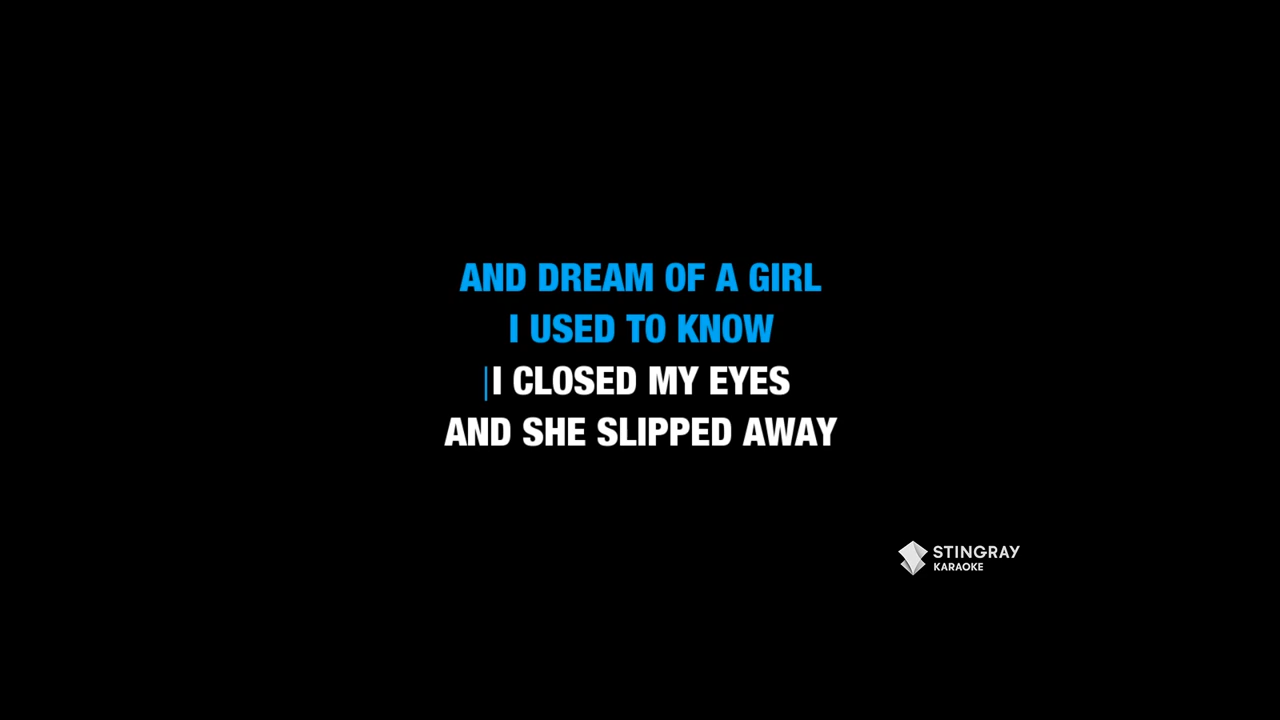 AND DREAM OF A GIRL
I USED TO KNOW
I CLOSED MY EYES
AND SHE SLIPPED AWAY
STINGRAY
KARAOKE